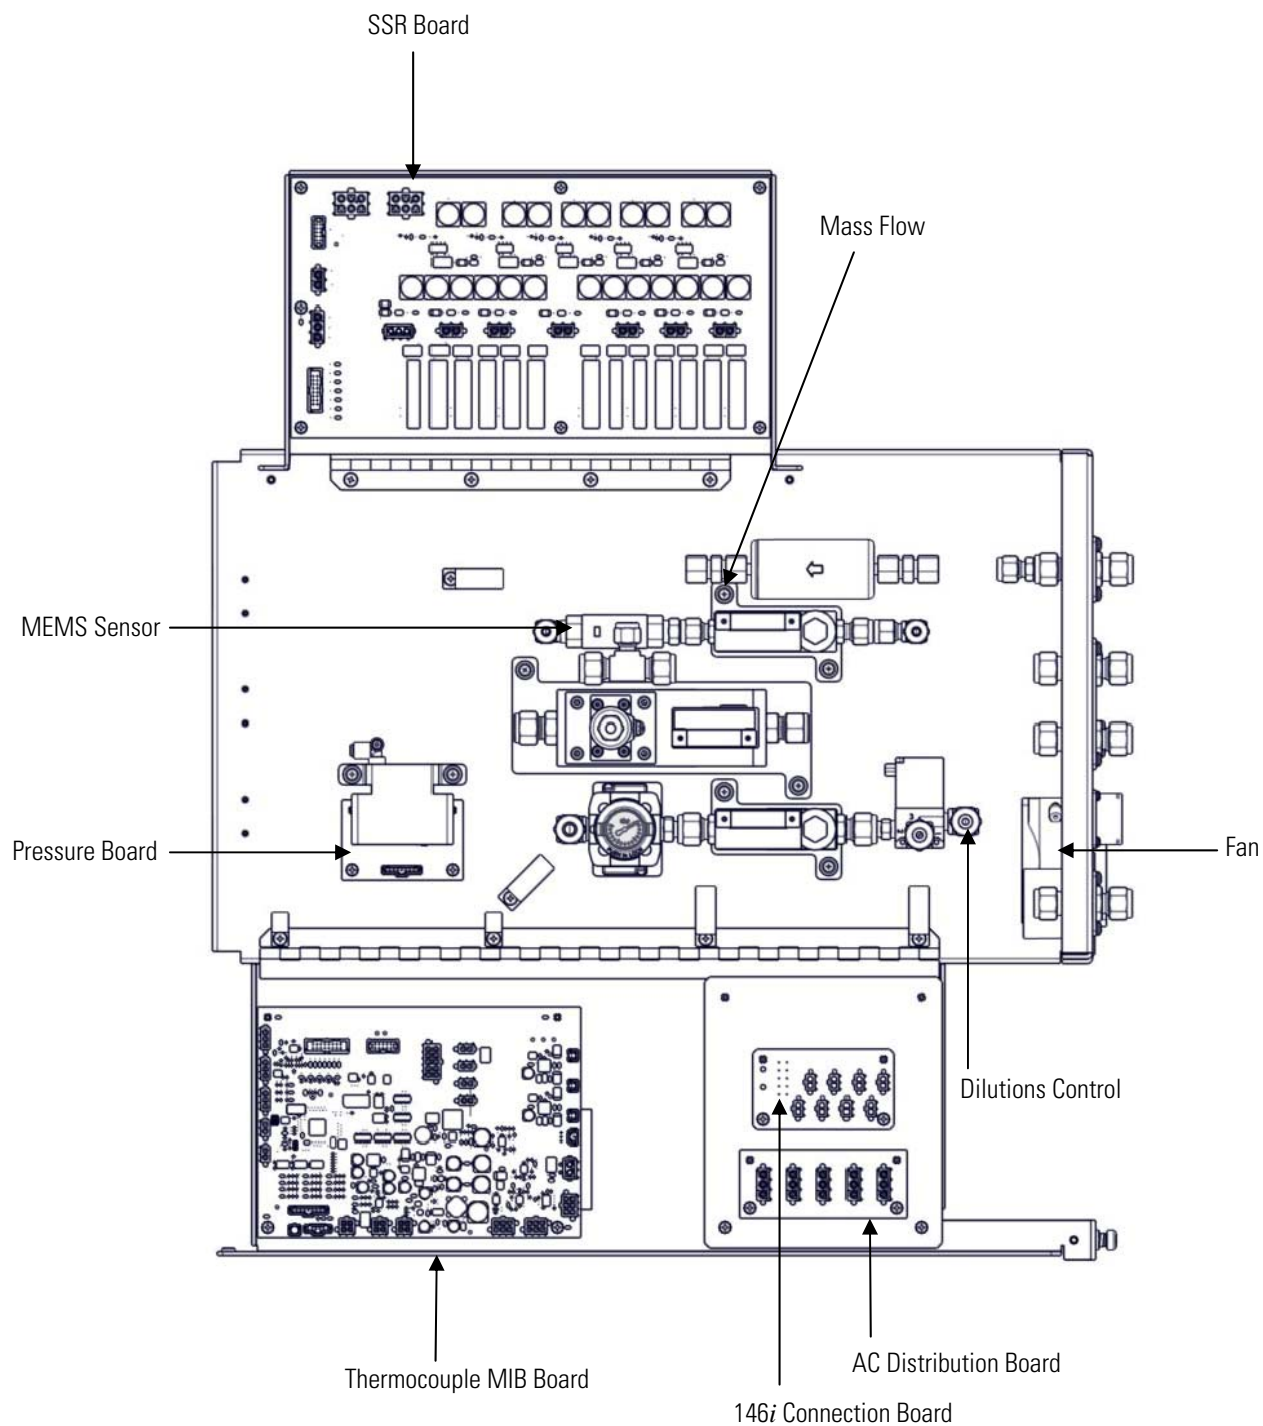 SSR Board
Mass Flow
MEMS Sensor
Pressure Board
Fan
Dilutions Control
Thermocouple MIB Board
AC Distribution Board
146i Connection Board